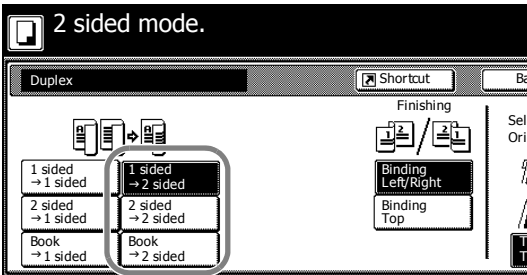 2 sided mode.
Duplex
Shortcut
Ba
Finishing
Sel
Ori
1 sided
→1 sided
1 sided
→2 sided
2 sided
→1 sided
2 sided
→2 sided
Book
→1 sided
Book
→2 sided
Binding
Left/Right
Binding
Top